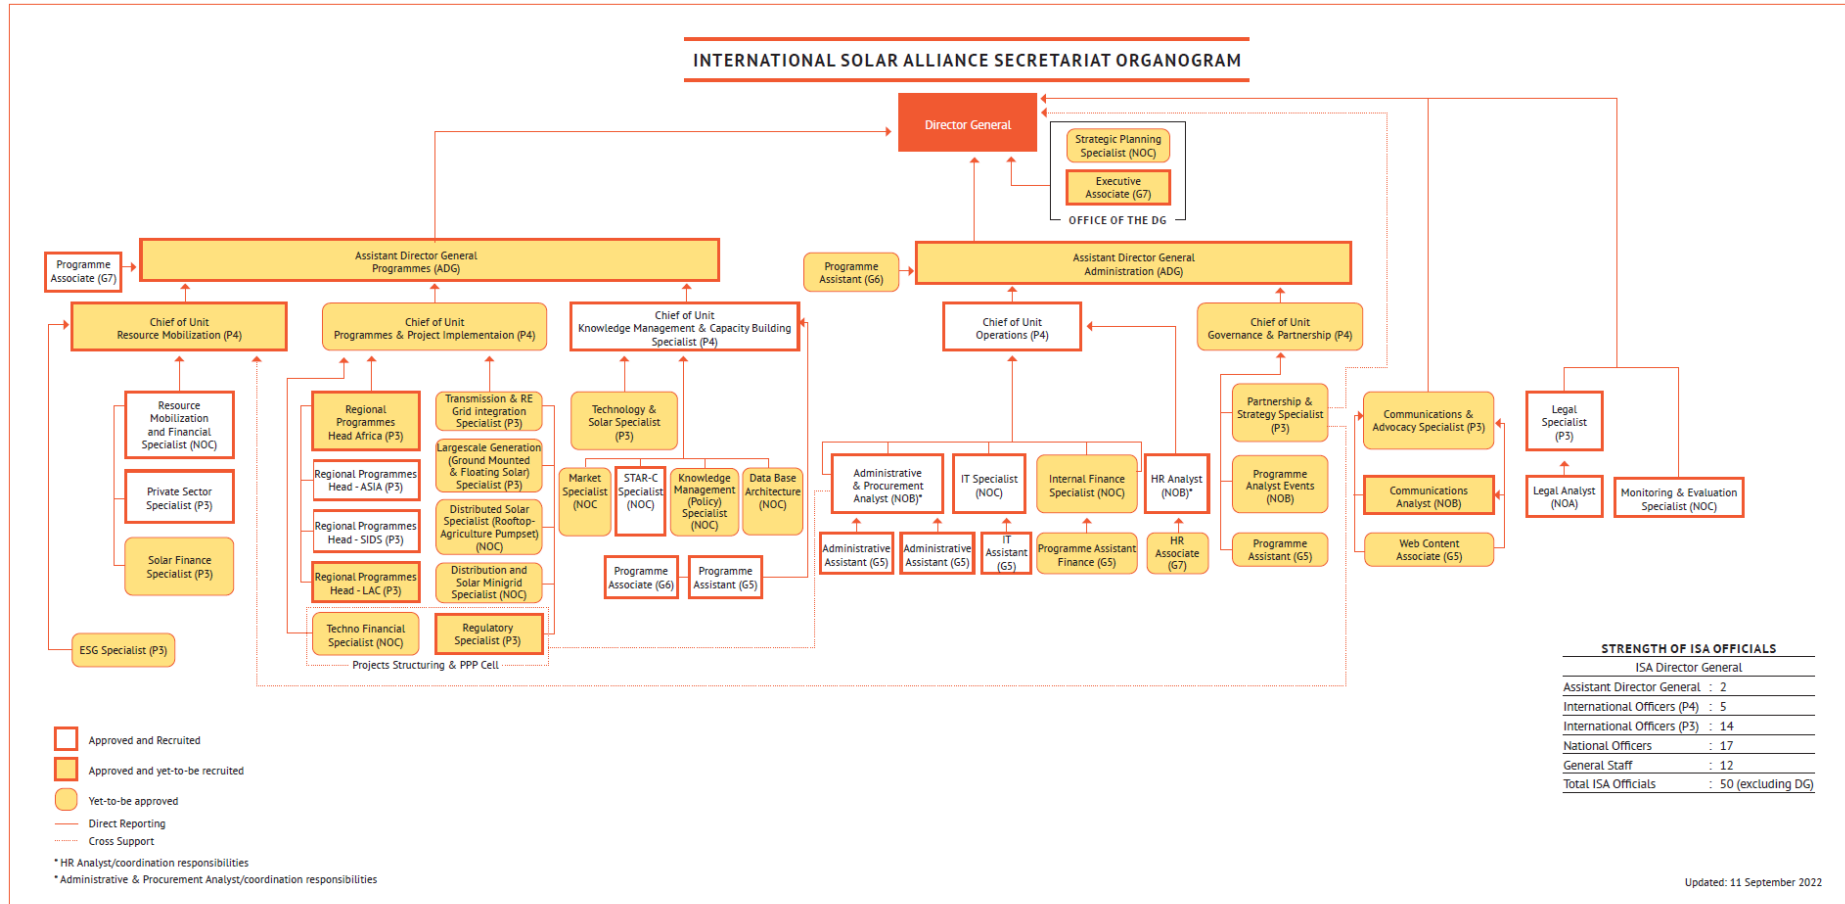 INTERNATIONAL SOLAR ALLIANCE SECRETARIAT ORGANOGRAM
Director General
Strategic Planning
Specialist (NOC)
Executive
Associate (G7)
OFFICE OF THE DG
Programme
Associate (G7)
Assistant Director General
Programmes (ADG)
Programme
Assistant (G6)
Assistant Director General
Administration (ADG)
Chief of Unit
Resource Mobilization (P4)
Chief of Unit
Programmes & Project Implementaion (P4)
Chief of Unit
Knowledge Management & Capacity Building
Specialist (P4)
Chief of Unit
Operations (P4)
Chief of Unit
Governance & Partnership (P4)
Resource
Mobilization
and Financial
Specialist (NOC)
Private Sector
Specialist (P3)
Solar Finance
Specialist (P3)
ESG Specialist (P3)
Regional
Programmes
Head Africa (P3)
Regional Programmes
Head - ASIA (P3)
Regional Programmes
Head - SIDS (P3)
Regional Programmes
Head - LAC (P3)
Techno Financial
Specialist (NOC)
Transmission & RE
Grid integration
Specialist (P3)
Largescale Generation
(Ground Mounted
& Floating Solar)
Specialist (P3)
Distributed Solar
Specialist (Rooftop-
Agriculture Pumpset)
(NOC)
Distribution and
Solar Minigrid
Specialist (NOC)
Regulatory
Specialist (P3)
Projects Structuring & PPP Cell
Technology &
Solar Specialist
(P3)
Market
Specialist
(NOC
STAR-C
Specialist
(NOC)
Knowledge
Management
(Policy)
Specialist
(NOC)
Data Base
Architecture
(NOC)
Programme
Associate (G6)
Programme
Assistant (G5)
Administrative
& Procurement
Analyst (NOB)*
IT Specialist
(NOC)
Internal Finance
Specialist (NOC)
HR Analyst
(NOB)*
Administrative
Assistant (G5)
Administrative
Assistant (G5)
IT
Assistant
(G5)
Programme Assistant
Finance (G5)
HR
Associate
(G7)
Partnership &
Strategy Specialist
(P3)
Programme
Analyst Events
(NOB)
Programme
Assistant (G5)
Communications &
Advocacy Specialist (P3)
Communications
Analyst (NOB)
Web Content
Associate (G5)
Legal
Specialist
(P3)
Legal Analyst
(NOA)
Monitoring & Evaluation
Specialist (NOC)
STRENGTH OF ISA OFFICIALS
ISA Director General
Assistant Director General : 2
International Officers (P4) : 5
International Officers (P3) : 14
National Officers : 17
General Staff : 12
Total ISA Officials : 50 (excluding DG)
Approved and Recruited
Approved and yet-to-be recruited
Yet-to-be approved
Direct Reporting
Cross Support
* HR Analyst/coordination responsibilities
* Administrative & Procurement Analyst/coordination responsibilities
Updated: 11 September 2022